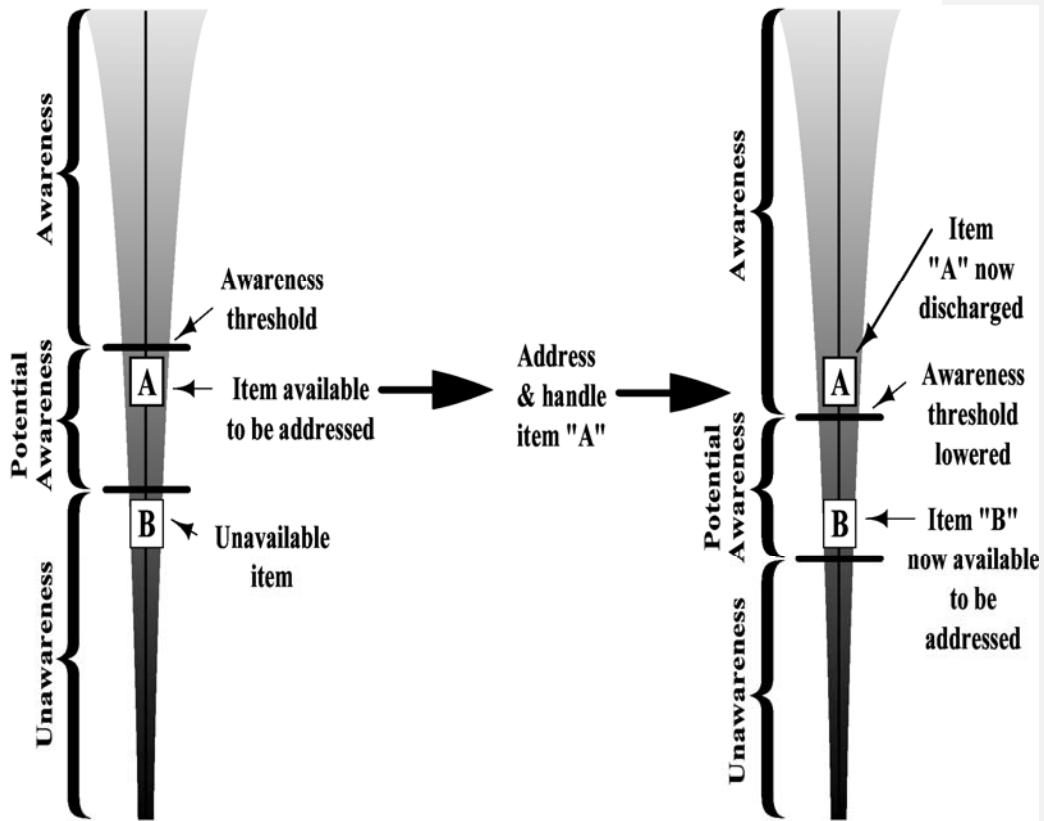 Awareness
Awareness
threshold
Potential
Awareness
A
Item available
to be addressed
B
Unavailable
item
Unawareness
Address
& handle
item "A"
Awareness
Item
"A" now
discharged
A
Awareness
threshold
lowered
Potential
Awareness
B
Item "B"
now available
to be
addressed
Unawareness